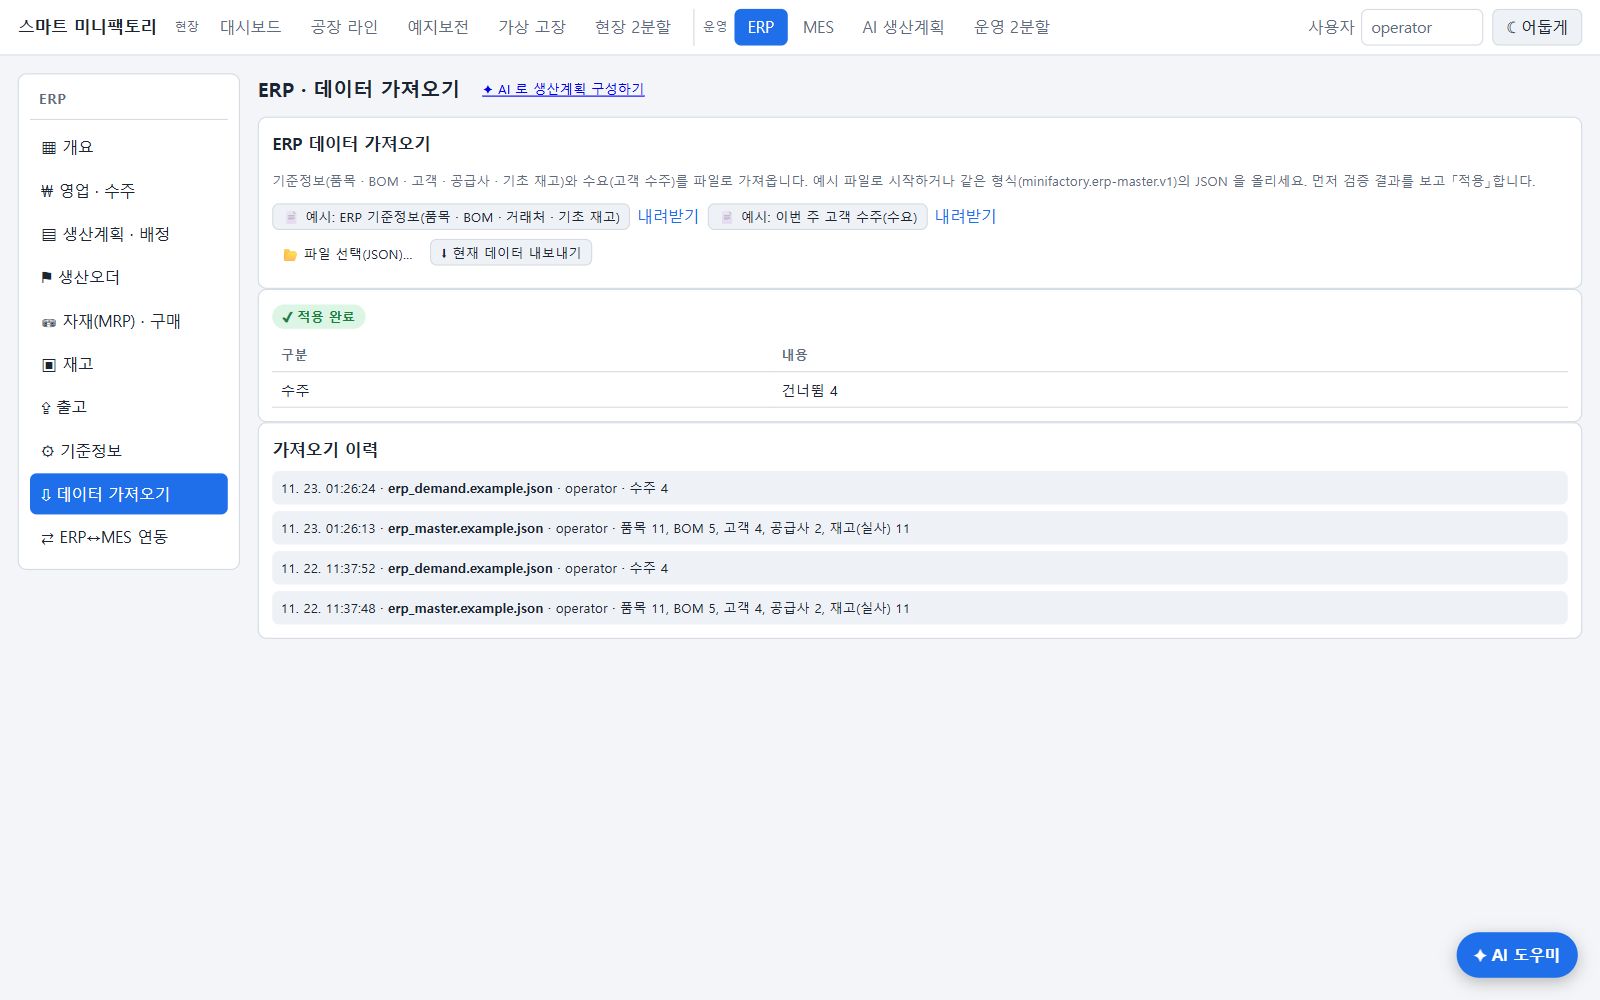 스마트 미니팩토리 현장 대시보드 공장 라인 예지보전 가상 고장 현장 2분할 운영 ERP MES AI 생산계획 운영 2분할 사용자 operator ☾ 어둡게
ERP
▦ 개요
₩ 영업 · 수주
▤ 생산계획 · 배정
⚑ 생산오더
자재(MRP) · 구매
▣ 재고
⇪ 출고
⚙ 기준정보
⇩ 데이터 가져오기
⇄ ERP↔MES 연동
ERP · 데이터 가져오기 ✦ AI 로 생산계획 구성하기
ERP 데이터 가져오기
기준정보(품목 · BOM · 고객 · 공급사 · 기초 재고)와 수요(고객 수주)를 파일로 가져옵니다. 예시 파일로 시작하거나 같은 형식(minifactory.erp-master.v1)의 JSON 을 올리세요. 먼저 검증 결과를 보고 「적용」합니다.
예시: ERP 기준정보(품목 · BOM · 거래처 · 기초 재고) 내려받기 예시: 이번 주 고객 수주(수요) 내려받기
파일 선택(JSON)... ⬇ 현재 데이터 내보내기
✔ 적용 완료
구분 내용
수주 건너뜀 4
가져오기 이력
11. 23. 01:26:24 · erp_demand.example.json · operator · 수주 4
11. 23. 01:26:13 · erp_master.example.json · operator · 품목 11, BOM 5, 고객 4, 공급사 2, 재고(실사) 11
11. 22. 11:37:52 · erp_demand.example.json · operator · 수주 4
11. 22. 11:37:48 · erp_master.example.json · operator · 품목 11, BOM 5, 고객 4, 공급사 2, 재고(실사) 11
✦ AI 도우미